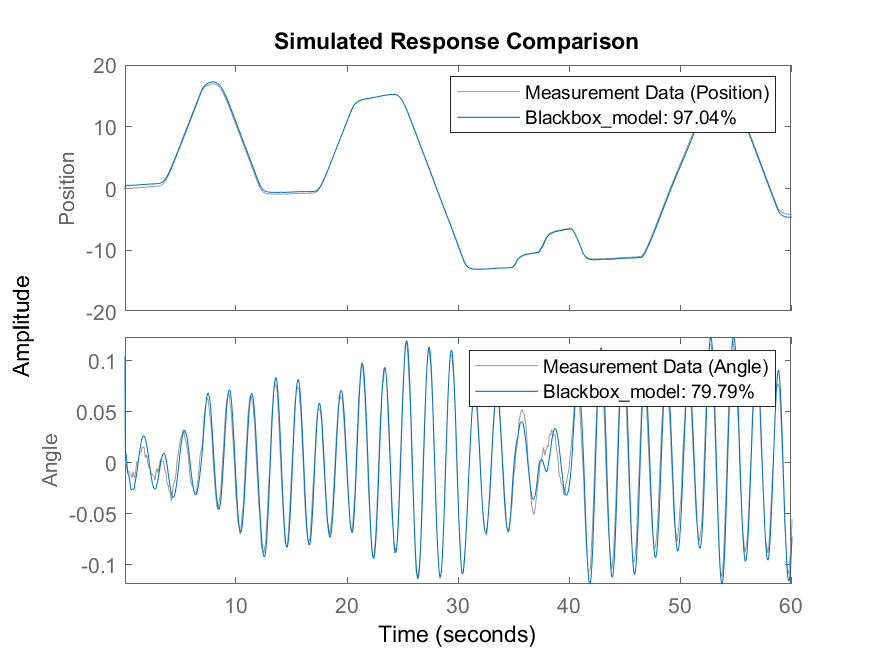 Simulated Response Comparison
20
10
0
-10
-20
Position
Measurement Data (Position)
Blackbox_model: 97.04%
Amplitude
0.1
0.05
0
-0.05
-0.1
Angle
Measurement Data (Angle)
Blackbox_model: 79.79%
10 20 30 40 50 60
Time (seconds)